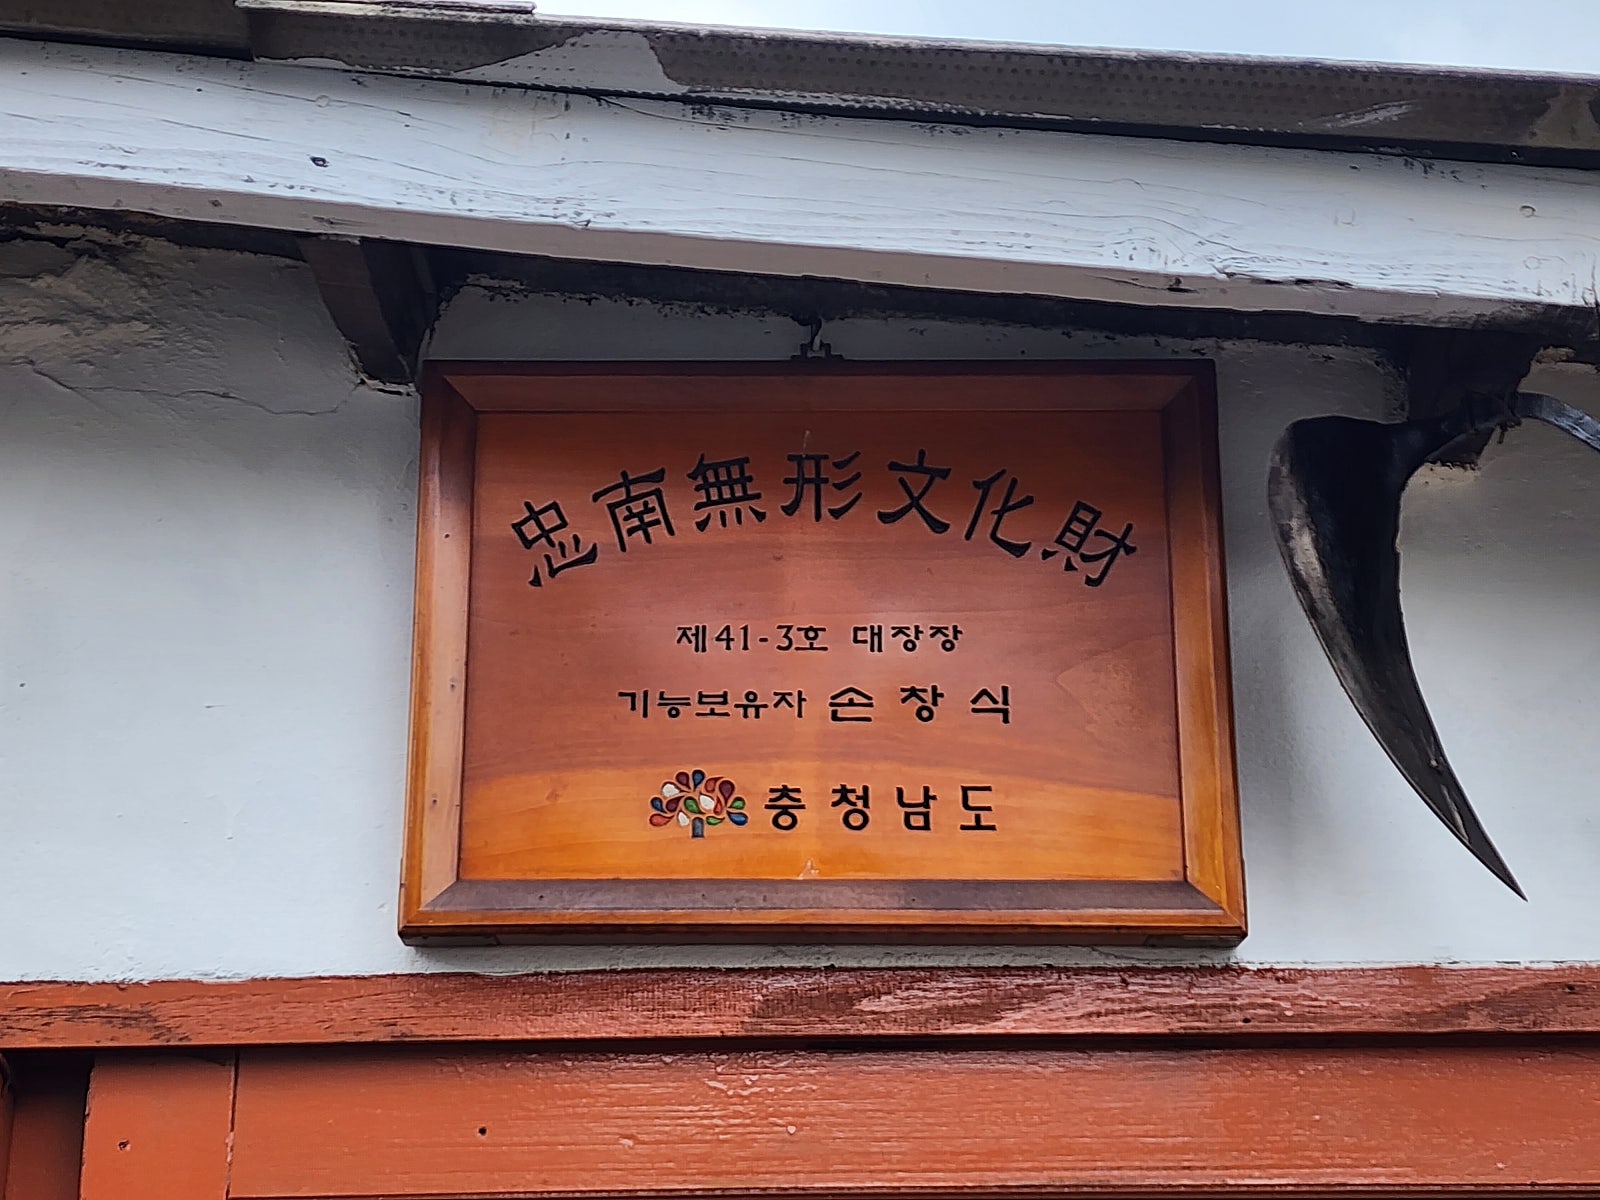 忠南無形文化財
제41-3호 대장장
기능보유자 손창식
충청남도